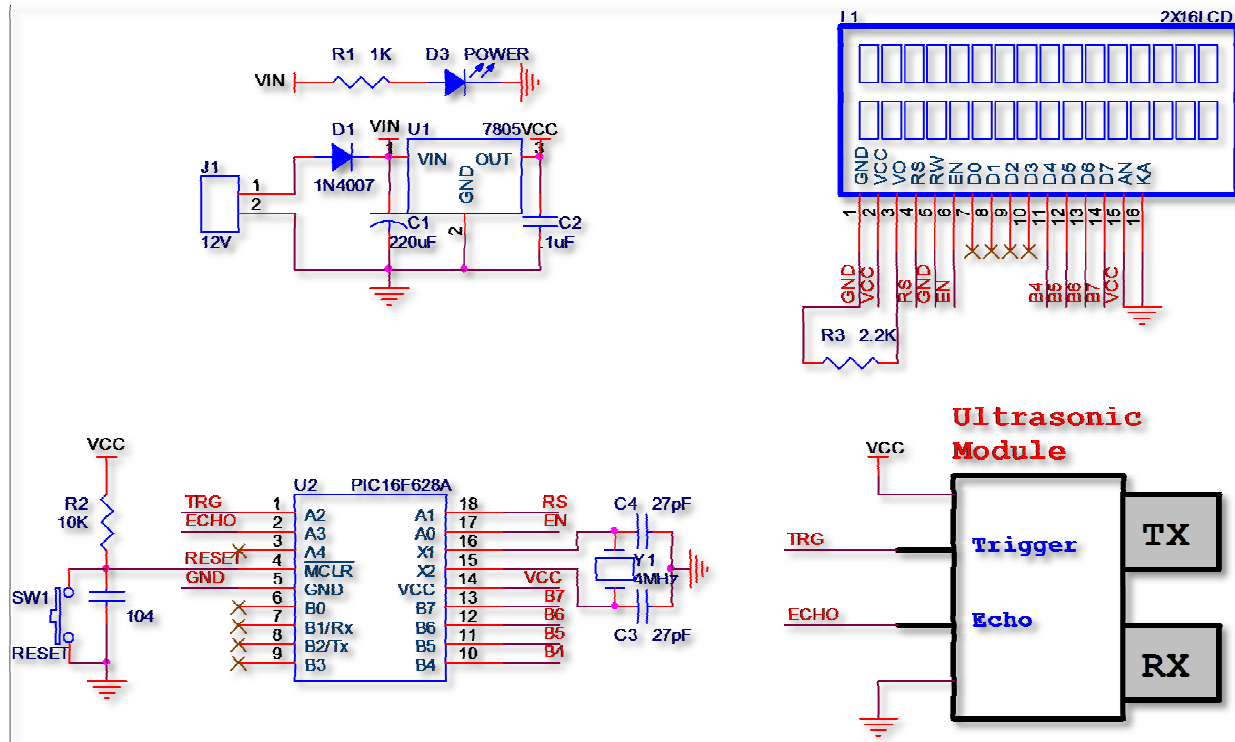 R1 1K D3 POWER
VIN
D1 VIN U1 7805 VCC
1 3
VIN OUT
GND
J1
1
2
1N4007
12V
C1
220uF
2
C2
.1uF
L1 2X16LCD
GND VCC VO RS RW EN D0 D1 D2 D3 D4 D5 D6 D7 AN KA
1 2 3 4 5 6 7 8 9 10 11 12 13 14 15 16
GND VCC RS GND EN B4 B5 B6 B7 VCC
R3 2.2K
VCC
R2
10K
SW1
RESET
104
U2 PIC16F628A
TRG 1 A2 A1 18 RS
ECHO 2 A3 A0 17 EN
3 A4 X1 16
RESET 4 MCLR X2 15
GND 5 GND VCC 14 VCC
6 B0 B7 13 B7
7 B1/Rx B6 12 B6
8 B2/Tx B5 11 B5
9 B3 B4 10 B4
C4 27pF
Y1
4MHz
C3 27pF
Ultrasonic
Module
VCC
TRG Trigger TX
ECHO Echo RX